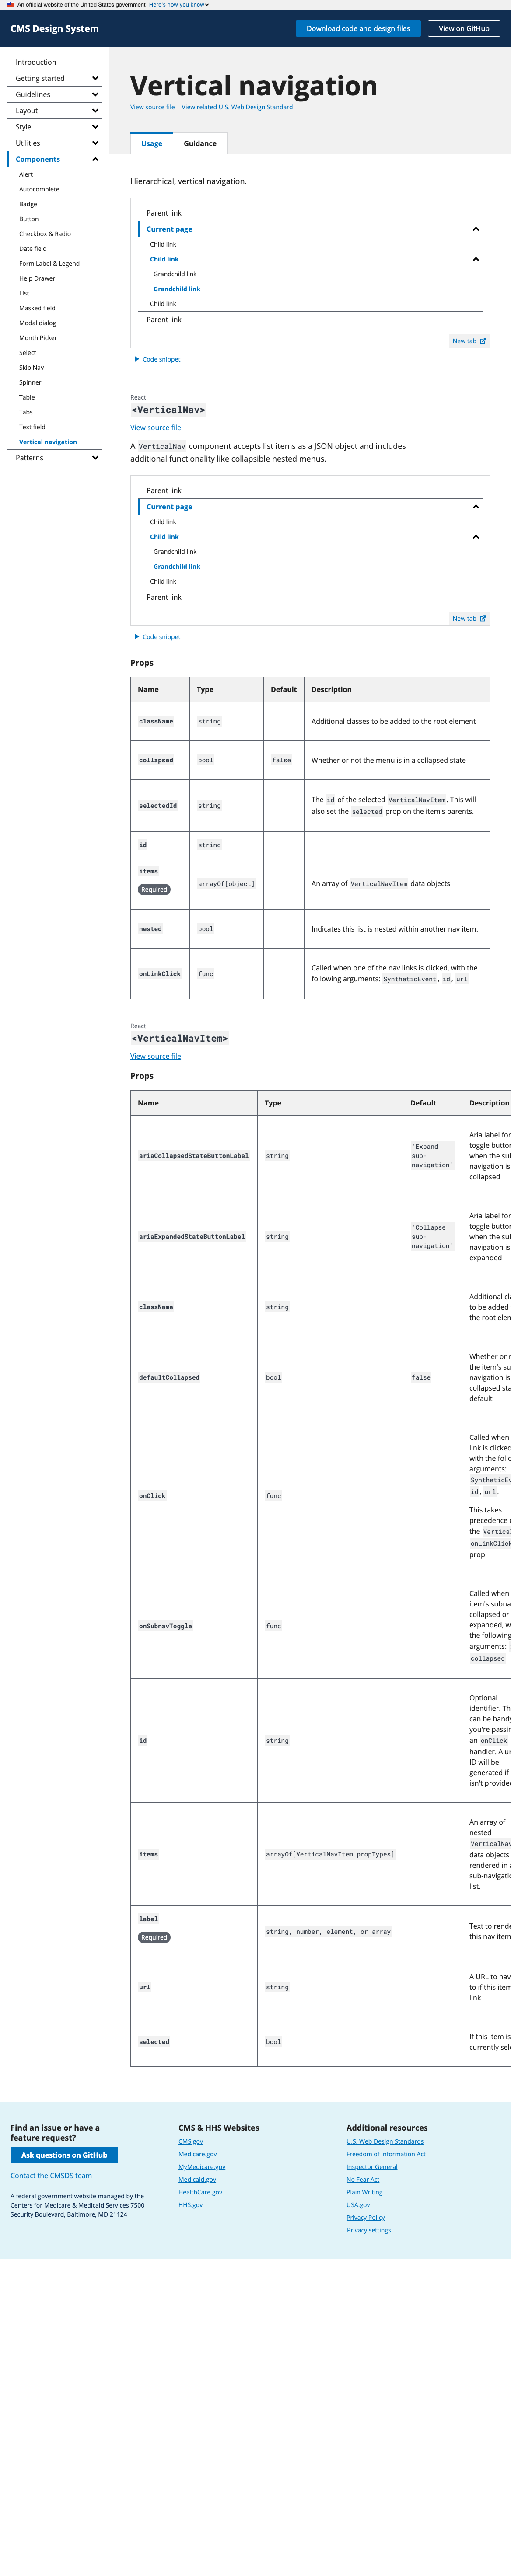 An official website of the United States government Here's how you know
CMS Design System
Download code and design files
View on GitHub
Introduction
Getting started
Guidelines
Layout
Style
Utilities
Components
Alert
Autocomplete
Badge
Button
Checkbox & Radio
Date field
Form Label & Legend
Help Drawer
List
Masked field
Modal dialog
Month Picker
Select
Skip Nav
Spinner
Table
Tabs
Text field
Vertical navigation
Patterns
Vertical navigation
View source file View related U.S. Web Design Standard
Usage
Guidance
Hierarchical, vertical navigation.
Parent link
Current page
Child link
Child link
Grandchild link
Grandchild link
Child link
Parent link
New tab
Code snippet
React
<VerticalNav>
View source file
A VerticalNav component accepts list items as a JSON object and includes
additional functionality like collapsible nested menus.
Parent link
Current page
Child link
Child link
Grandchild link
Grandchild link
Child link
Parent link
New tab
Code snippet
Props
Name Type Default Description
className string Additional classes to be added to the root element
collapsed bool false Whether or not the menu is in a collapsed state
selectedId string
The id of the selected VerticalNavItem. This will
also set the selected prop on the item's parents.
id string
items
Required
arrayOf[object] An array of VerticalNavItem data objects
nested bool Indicates this list is nested within another nav item.
onLinkClick func
Called when one of the nav links is clicked, with the
following arguments: SyntheticEvent, id, url
React
<VerticalNavItem>
View source file
Props
Name Type Default Description
ariaCollapsedStateButtonLabel string
'Expand
sub-
navigation'
Aria label for
toggle button
when the sub
navigation is
collapsed
ariaExpandedStateButtonLabel string
'Collapse
sub-
navigation'
Aria label for
toggle button
when the sub
navigation is
expanded
className string
Additional cla
to be added
the root elem
defaultCollapsed bool false
Whether or n
the item's su
navigation is
collapsed sta
default
onClick func
Called when
link is clicked
with the follo
arguments:
SyntheticEv
id, url.
This takes
precedence o
the Vertical
onLinkClick
prop
onSubnavToggle func
Called when
item's subna
collapsed or
expanded, w
the following
arguments:
collapsed
id string
Optional
identifier. Th
can be handy
you're passin
an onClick
handler. A un
ID will be
generated if
isn't provided
items arrayOf[VerticalNavItem.propTypes]
An array of
nested
VerticalNav
data objects
rendered in a
sub-navigatio
list.
label
Required
string, number, element, or array
Text to rende
this nav item
url string
A URL to nav
to if this item
link
selected bool
If this item is
currently sele
Find an issue or have a
feature request?
Ask questions on GitHub
Contact the CMSDS team
A federal government website managed by the
Centers for Medicare & Medicaid Services 7500
Security Boulevard, Baltimore, MD 21124
CMS & HHS Websites
CMS.gov
Medicare.gov
MyMedicare.gov
Medicaid.gov
HealthCare.gov
HHS.gov
Additional resources
U.S. Web Design Standards
Freedom of Information Act
Inspector General
No Fear Act
Plain Writing
USA.gov
Privacy Policy
Privacy settings